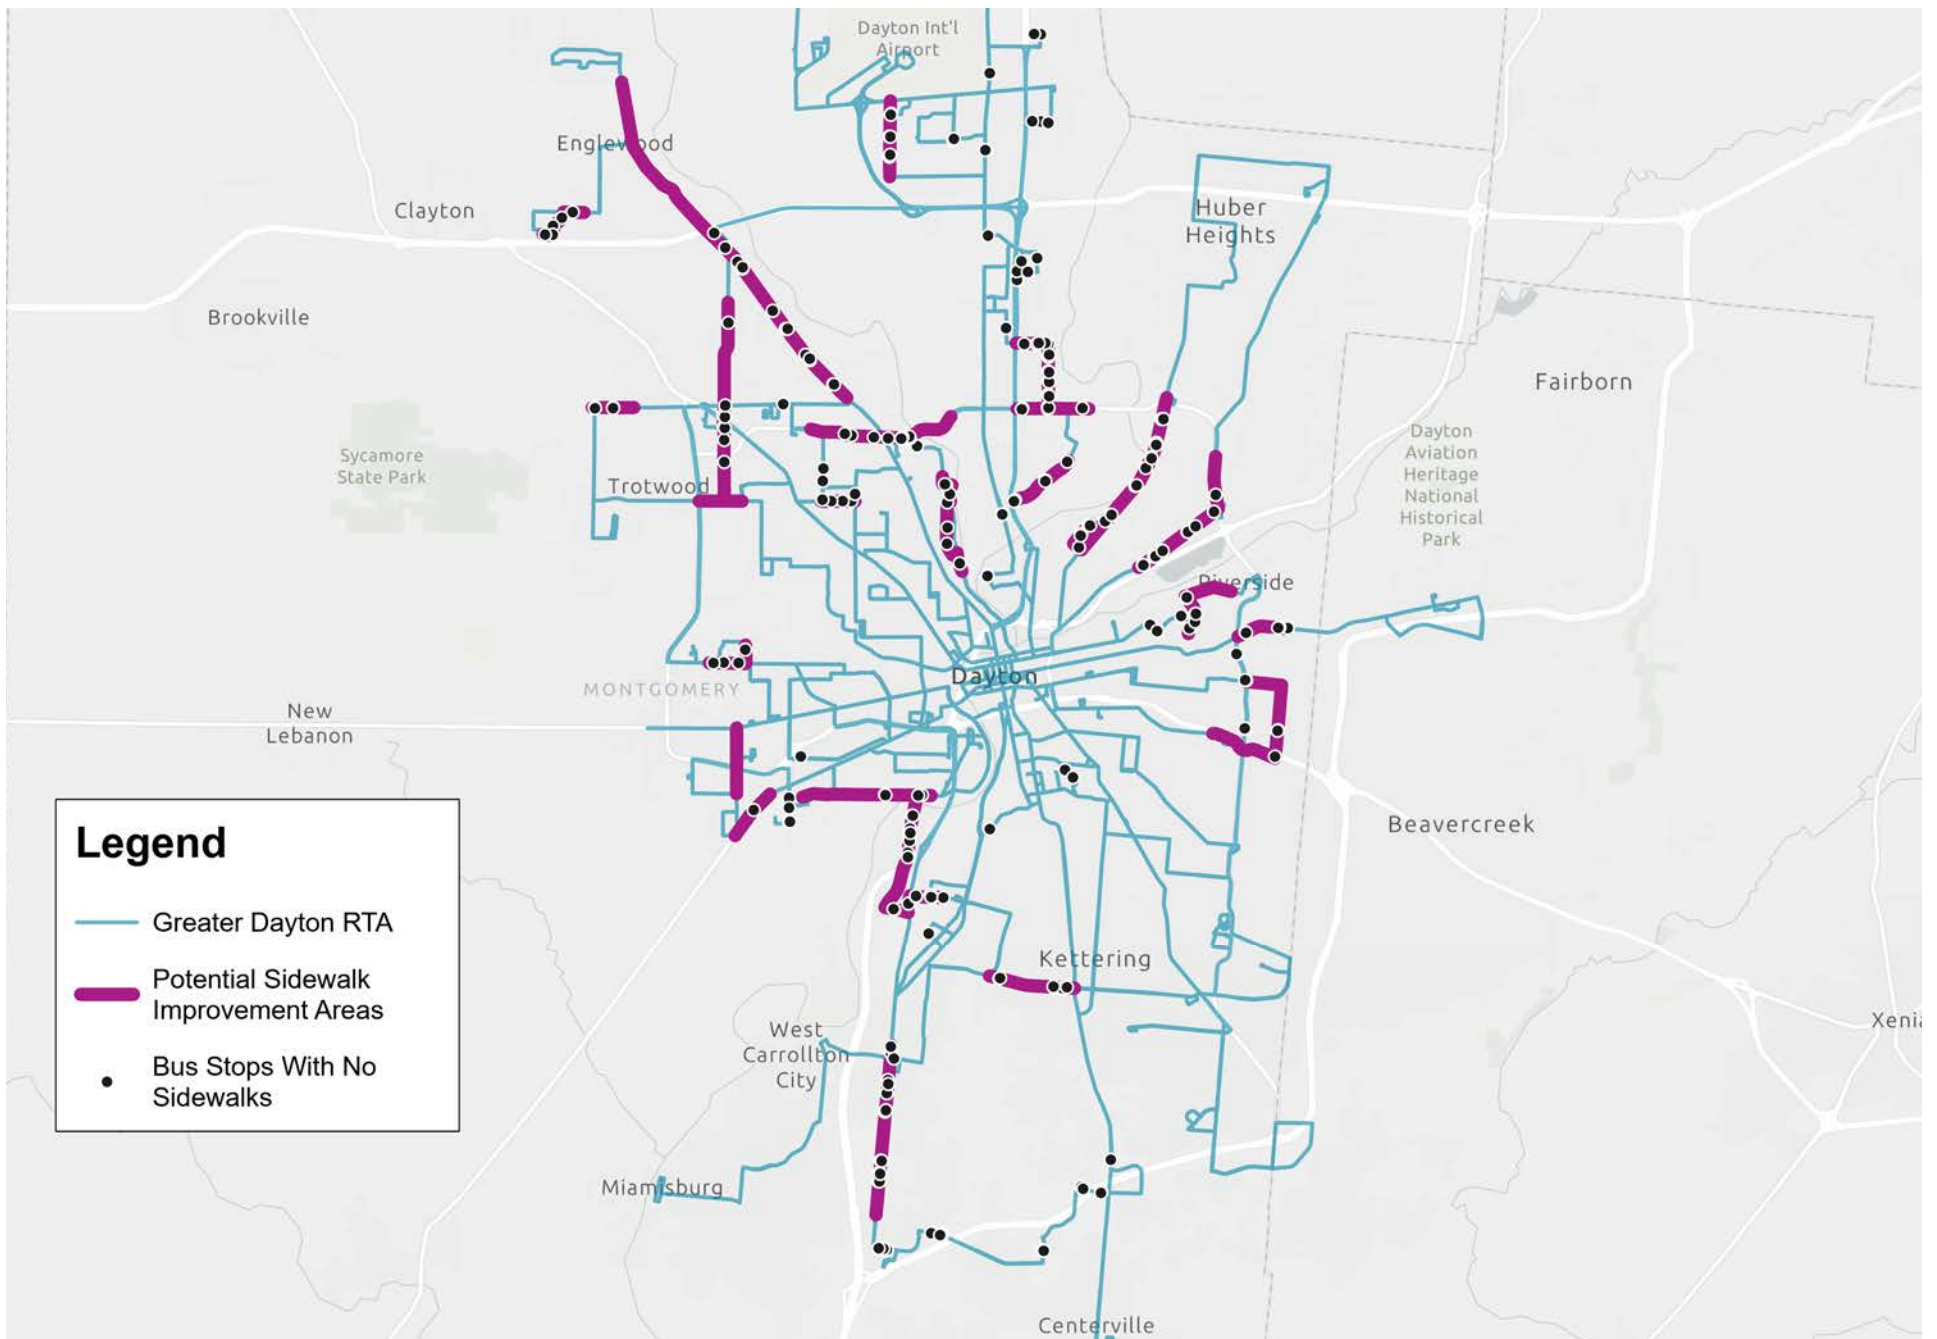 Dayton Int'l
Airport
Englewood
Clayton
Huber
Heights
Brookville
Fairborn
Sycamore
State Park
Dayton
Aviation
Heritage
National
Historical
Park
Trotwood
Riverside
Dayton
MONTGOMERY
New
Lebanon
Beavercreek
Legend
Greater Dayton RTA
Potential Sidewalk
Improvement Areas
Bus Stops With No
Sidewalks
Kettering
West
Carrollton
City
Xenia
Miamisburg
Centerville